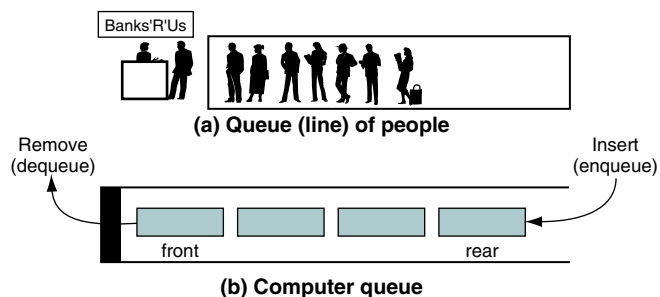 Banks'R'Us
(a) Queue (line) of people
Remove
(dequeue)
Insert
(enqueue)
front
rear
(b) Computer queue